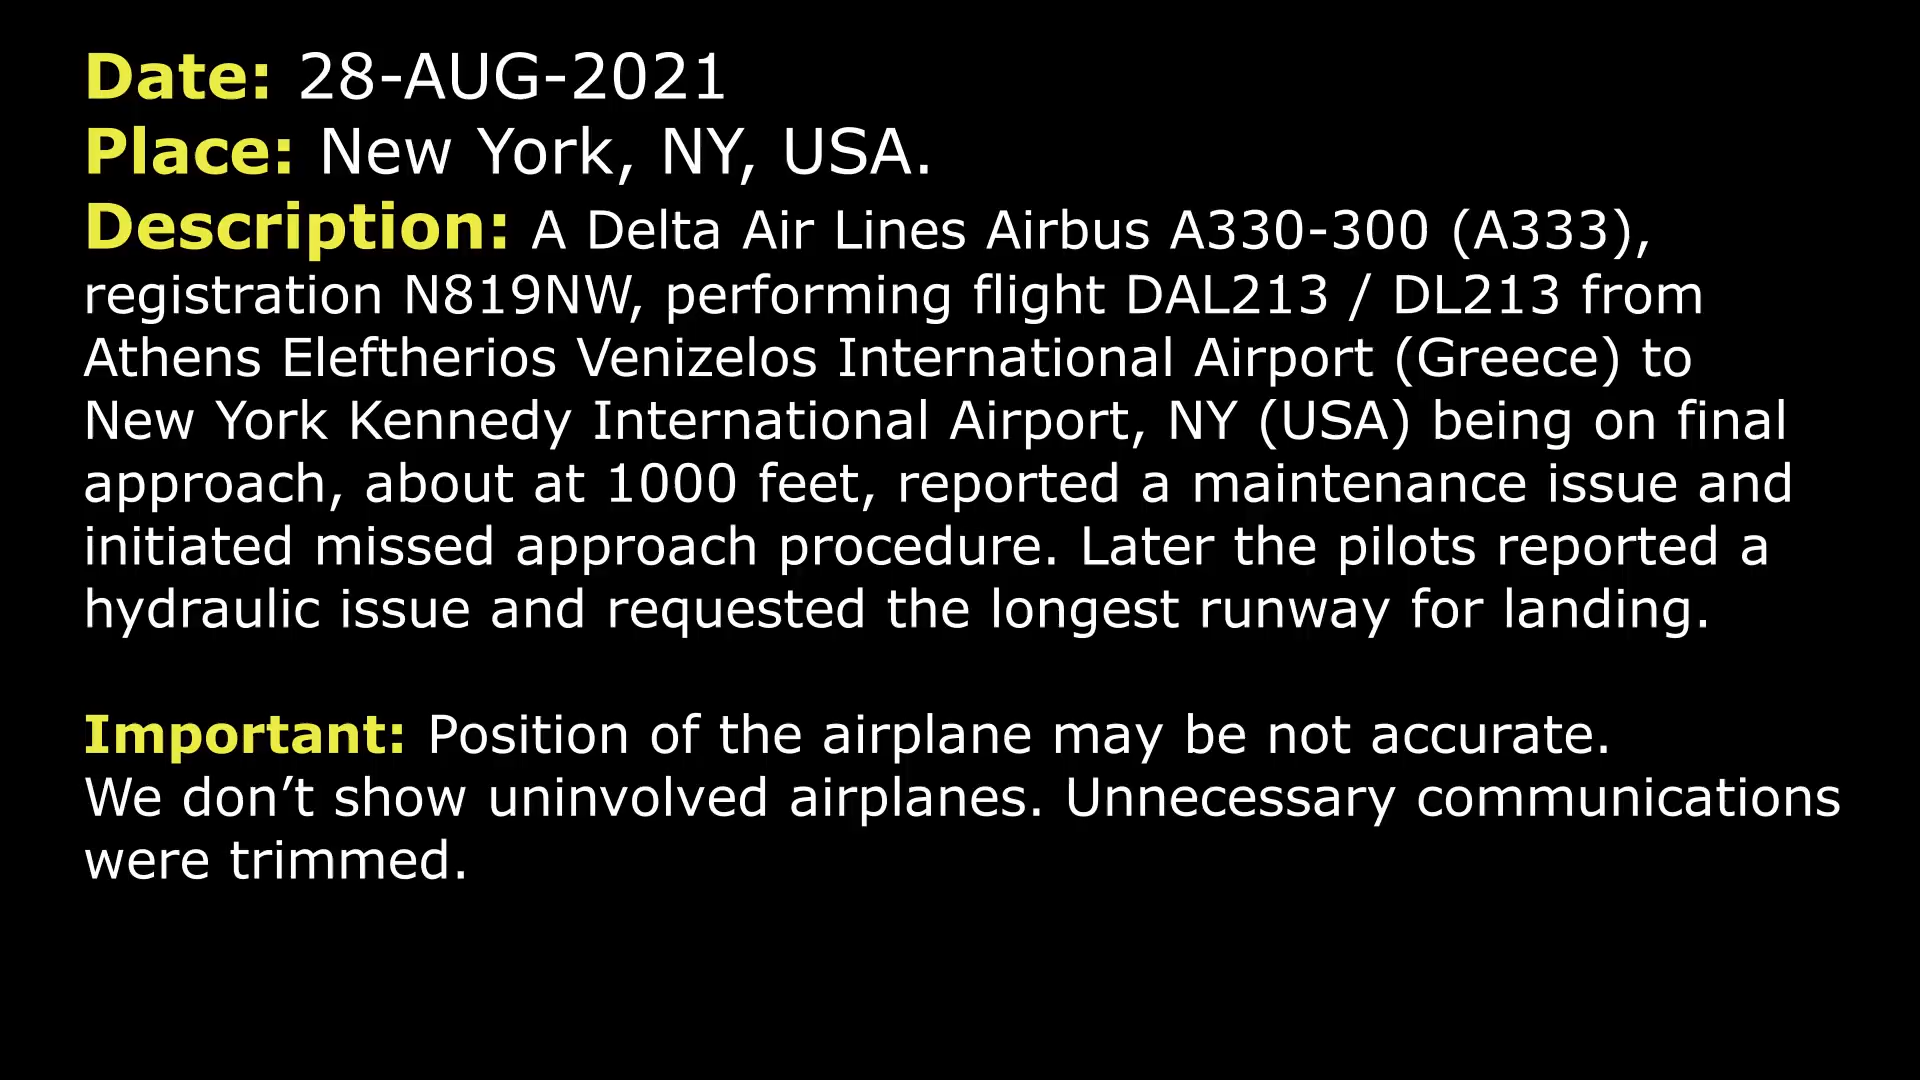 Date: 28-AUG-2021
Place: New York, NY, USA.
Description: A Delta Air Lines Airbus A330-300 (A333),
registration N819NW, performing flight DAL213 / DL213 from
Athens Eleftherios Venizelos International Airport (Greece) to
New York Kennedy International Airport, NY (USA) being on final
approach, about at 1000 feet, reported a maintenance issue and
initiated missed approach procedure. Later the pilots reported a
hydraulic issue and requested the longest runway for landing.
Important: Position of the airplane may be not accurate.
We don’t show uninvolved airplanes. Unnecessary communications
were trimmed.